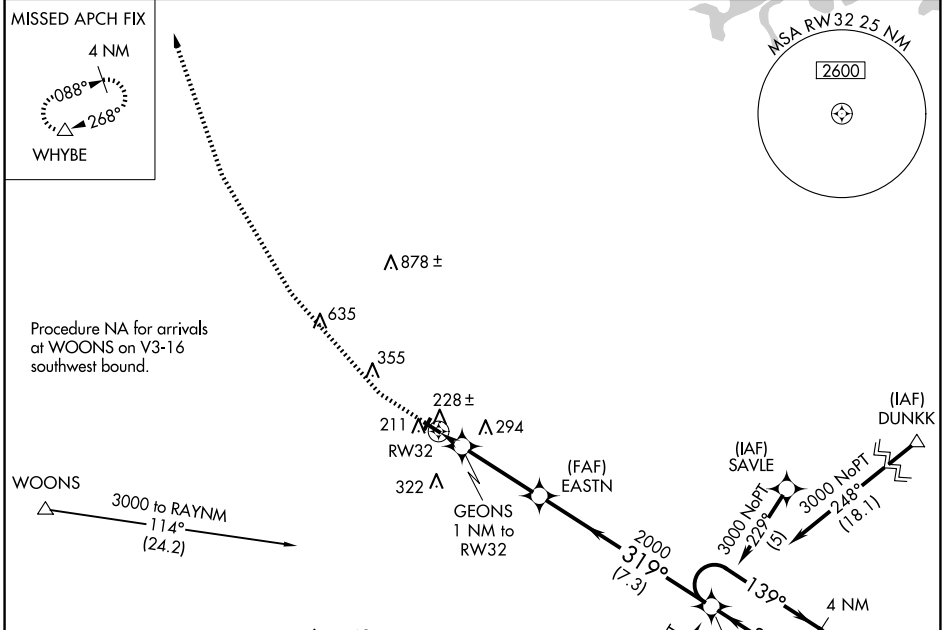 MISSED APCH FIX
4 NM
088°
268°
WHYBE
MSA RW32 25 NM
2600
878 ±
635
Procedure NA for arrivals
at WOONS on V3-16
southwest bound.
355
228 ±
211
294
RW32
(IAF)
DUNKK
(IAF)
SAVLE
(FAF)
EASTN
322
WOONS
3000 to RAYNM
114°
(24.2)
GEONS
1 NM to
RW32
3000 NoPT
229°
(5)
3000 NoPT
248°
(18.1)
2000
319°
(7.3)
139°
4 NM